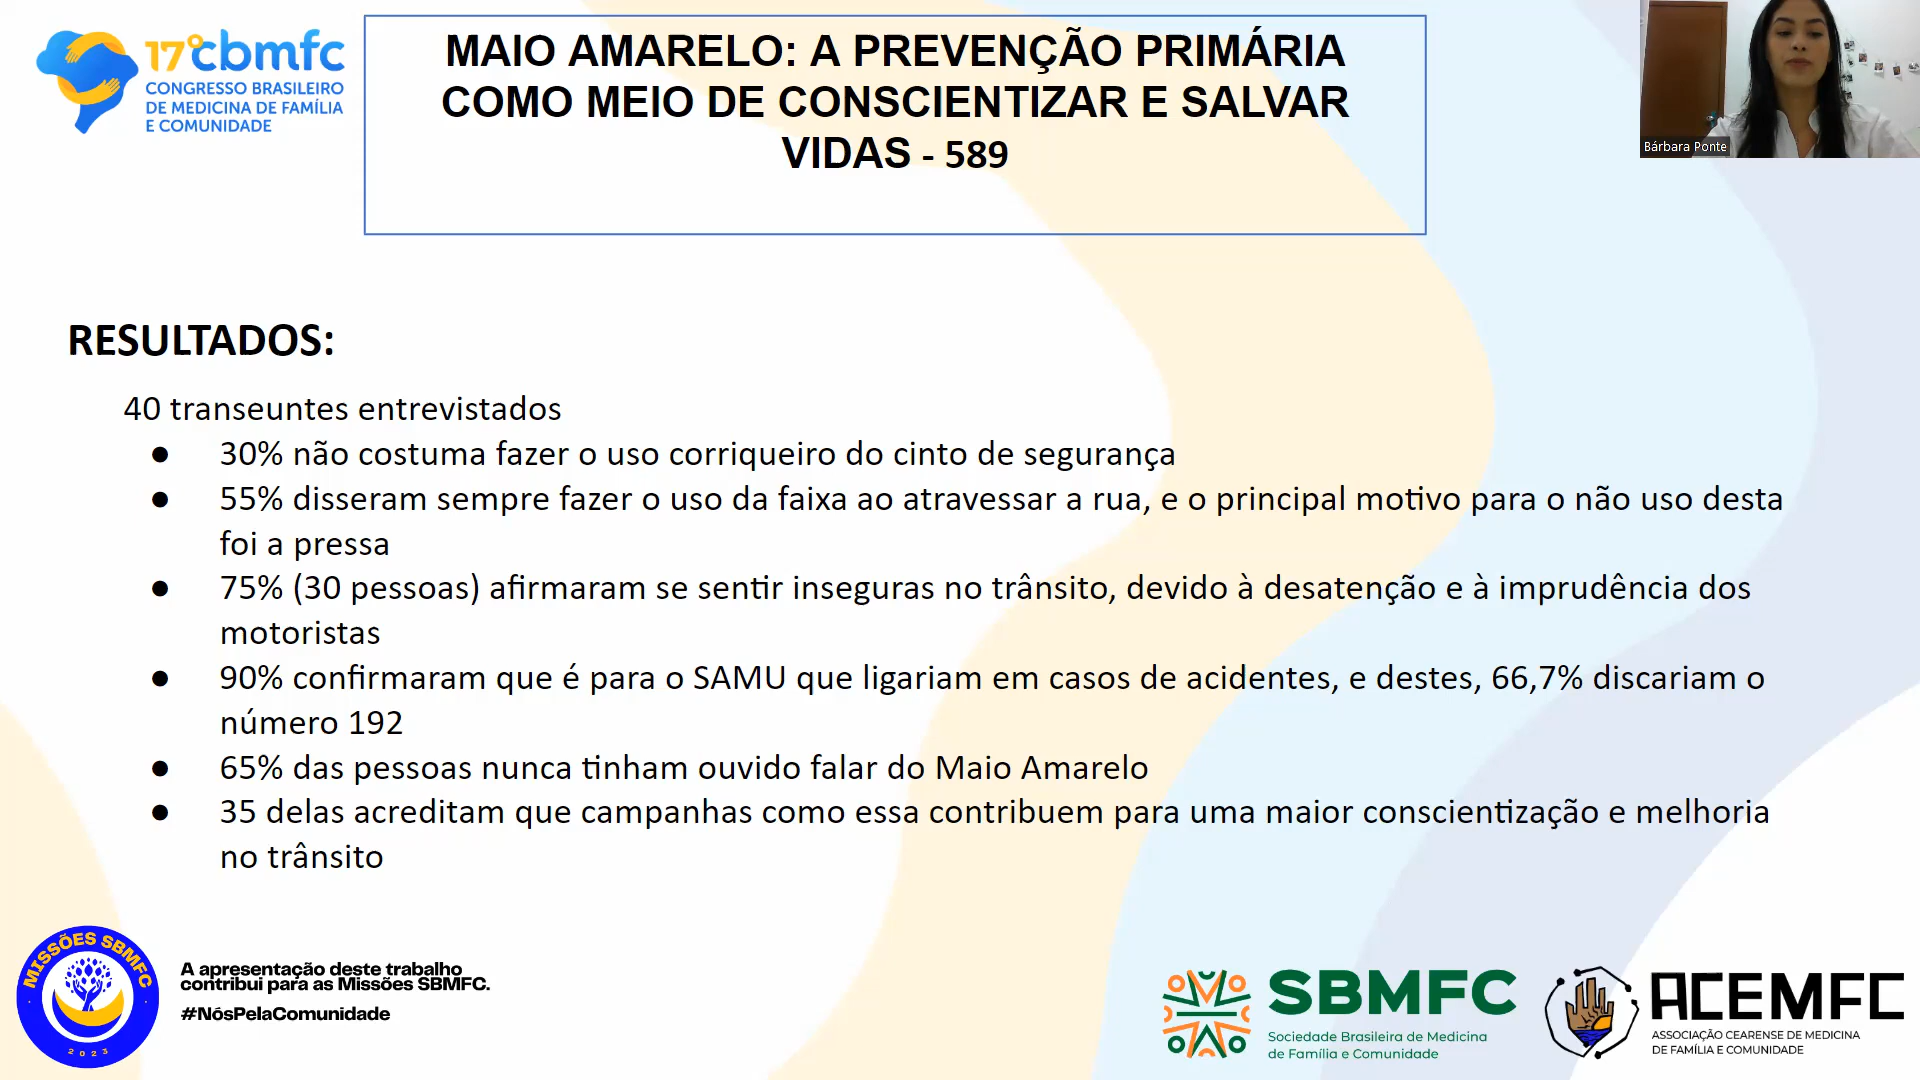 17º cbmfc
CONGRESSO BRASILEIRO
DE MEDICINA DE FAMÍLIA
E COMUNIDADE
MAIO AMARELO: A PREVENÇÃO PRIMÁRIA
COMO MEIO DE CONSCIENTIZAR E SALVAR
VIDAS - 589
Bárbara Ponte
RESULTADOS:
40 transeuntes entrevistados
● 30% não costuma fazer o uso corriqueiro do cinto de segurança
● 55% disseram sempre fazer o uso da faixa ao atravessar a rua, e o principal motivo para o não uso desta
foi a pressa
● 75% (30 pessoas) afirmaram se sentir inseguras no trânsito, devido à desatenção e à imprudência dos
motoristas
● 90% confirmaram que é para o SAMU que ligariam em casos de acidentes, e destes, 66,7% discariam o
número 192
● 65% das pessoas nunca tinham ouvido falar do Maio Amarelo
● 35 delas acreditam que campanhas como essa contribuem para uma maior conscientização e melhoria
no trânsito
MISSÕES SBMFC
2023
A apresentação deste trabalho
contribui para as Missões SBMFC.
#NósPelaComunidade
SBMFC
Sociedade Brasileira de Medicina
de Família e Comunidade
ACEMFC
ASSOCIAÇÃO CEARENSE DE MEDICINA
DE FAMÍLIA E COMUNIDADE